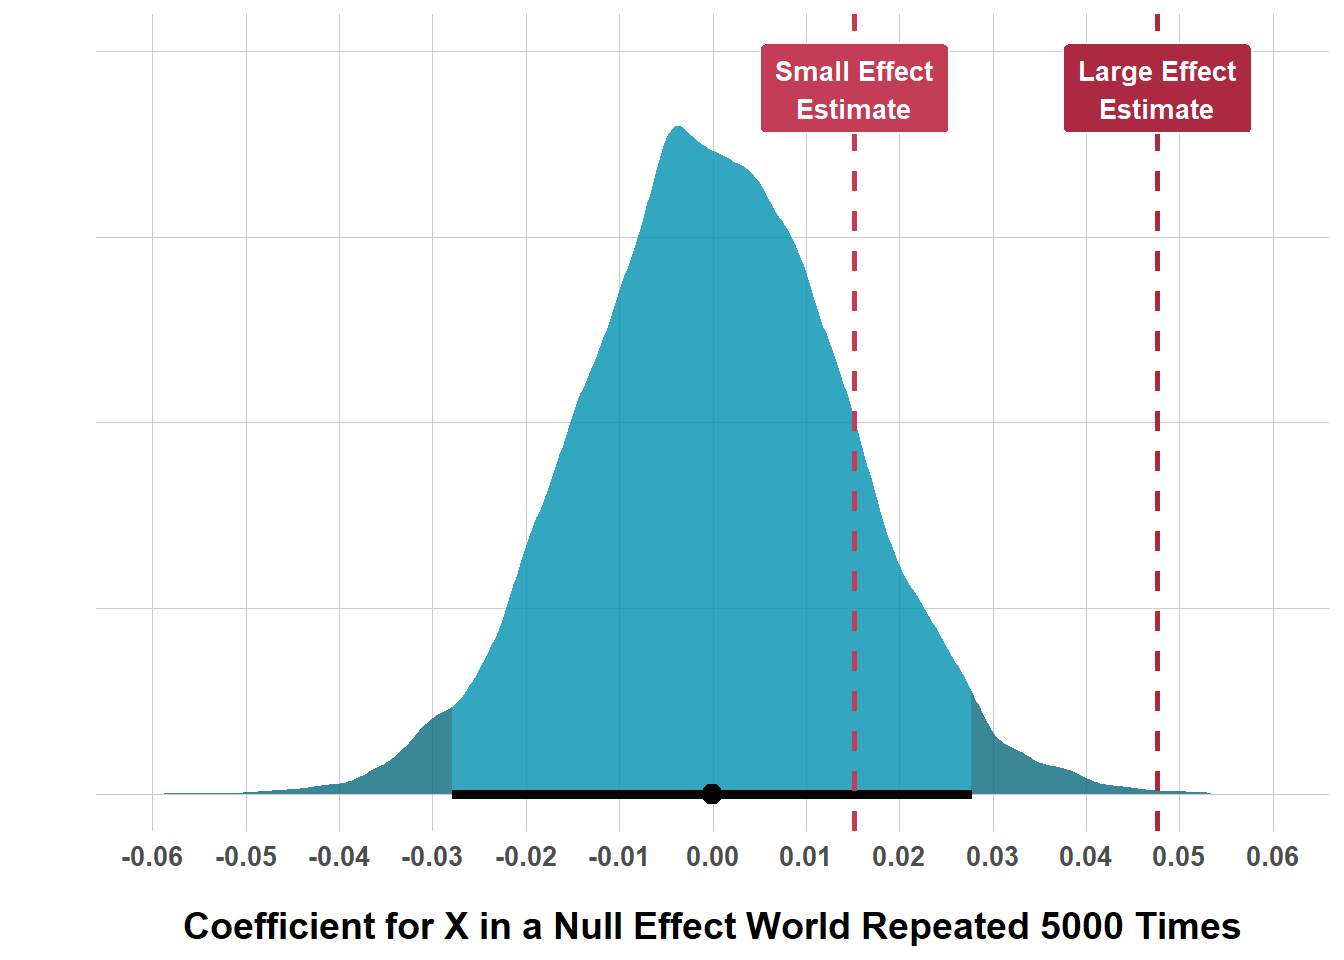 Small Effect
Estimate
Large Effect
Estimate
-0.06 -0.05 -0.04 -0.03 -0.02 -0.01 0.00 0.01 0.02 0.03 0.04 0.05 0.06
Coefficient for X in a Null Effect World Repeated 5000 Times